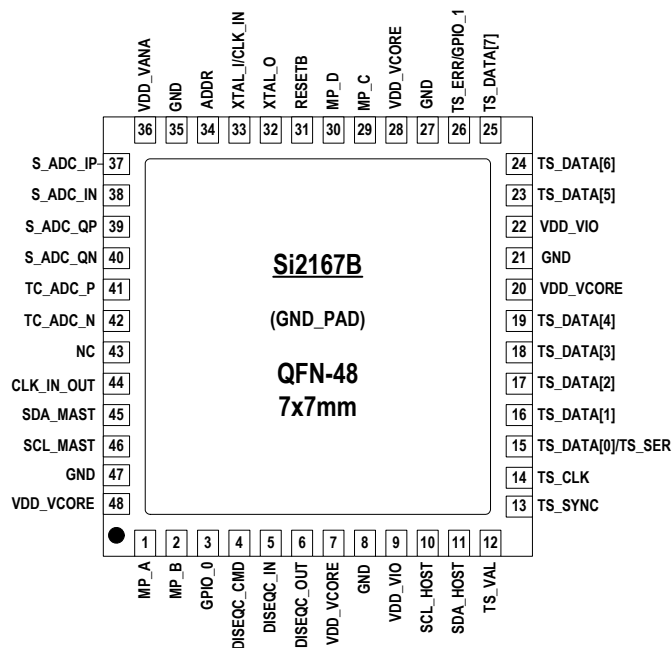 VDD_VANA
GND
ADDR
XTAL_I/CLK_IN
XTAL_O
RESETB
MP_D
MP_C
VDD_VCORE
GND
TS_ERR/GPIO_1
TS_DATA[7]
36 35 34 33 32 31 30 29 28 27 26 25
S_ADC_IP 37
S_ADC_IN 38
S_ADC_QP 39
S_ADC_QN 40
TC_ADC_P 41
TC_ADC_N 42
NC 43
CLK_IN_OUT 44
SDA_MAST 45
SCL_MAST 46
GND 47
VDD_VCORE 48
Si2167B
(GND_PAD)
QFN-48
7x7mm
24 TS_DATA[6]
23 TS_DATA[5]
22 VDD_VIO
21 GND
20 VDD_VCORE
19 TS_DATA[4]
18 TS_DATA[3]
17 TS_DATA[2]
16 TS_DATA[1]
15 TS_DATA[0]/TS_SER
14 TS_CLK
13 TS_SYNC
1 2 3 4 5 6 7 8 9 10 11 12
MP_A
MP_B
GPIO_0
DISEQC_CMD
DISEQC_IN
DISEQC_OUT
VDD_VCORE
GND
VDD_VIO
SCL_HOST
SDA_HOST
TS_VAL